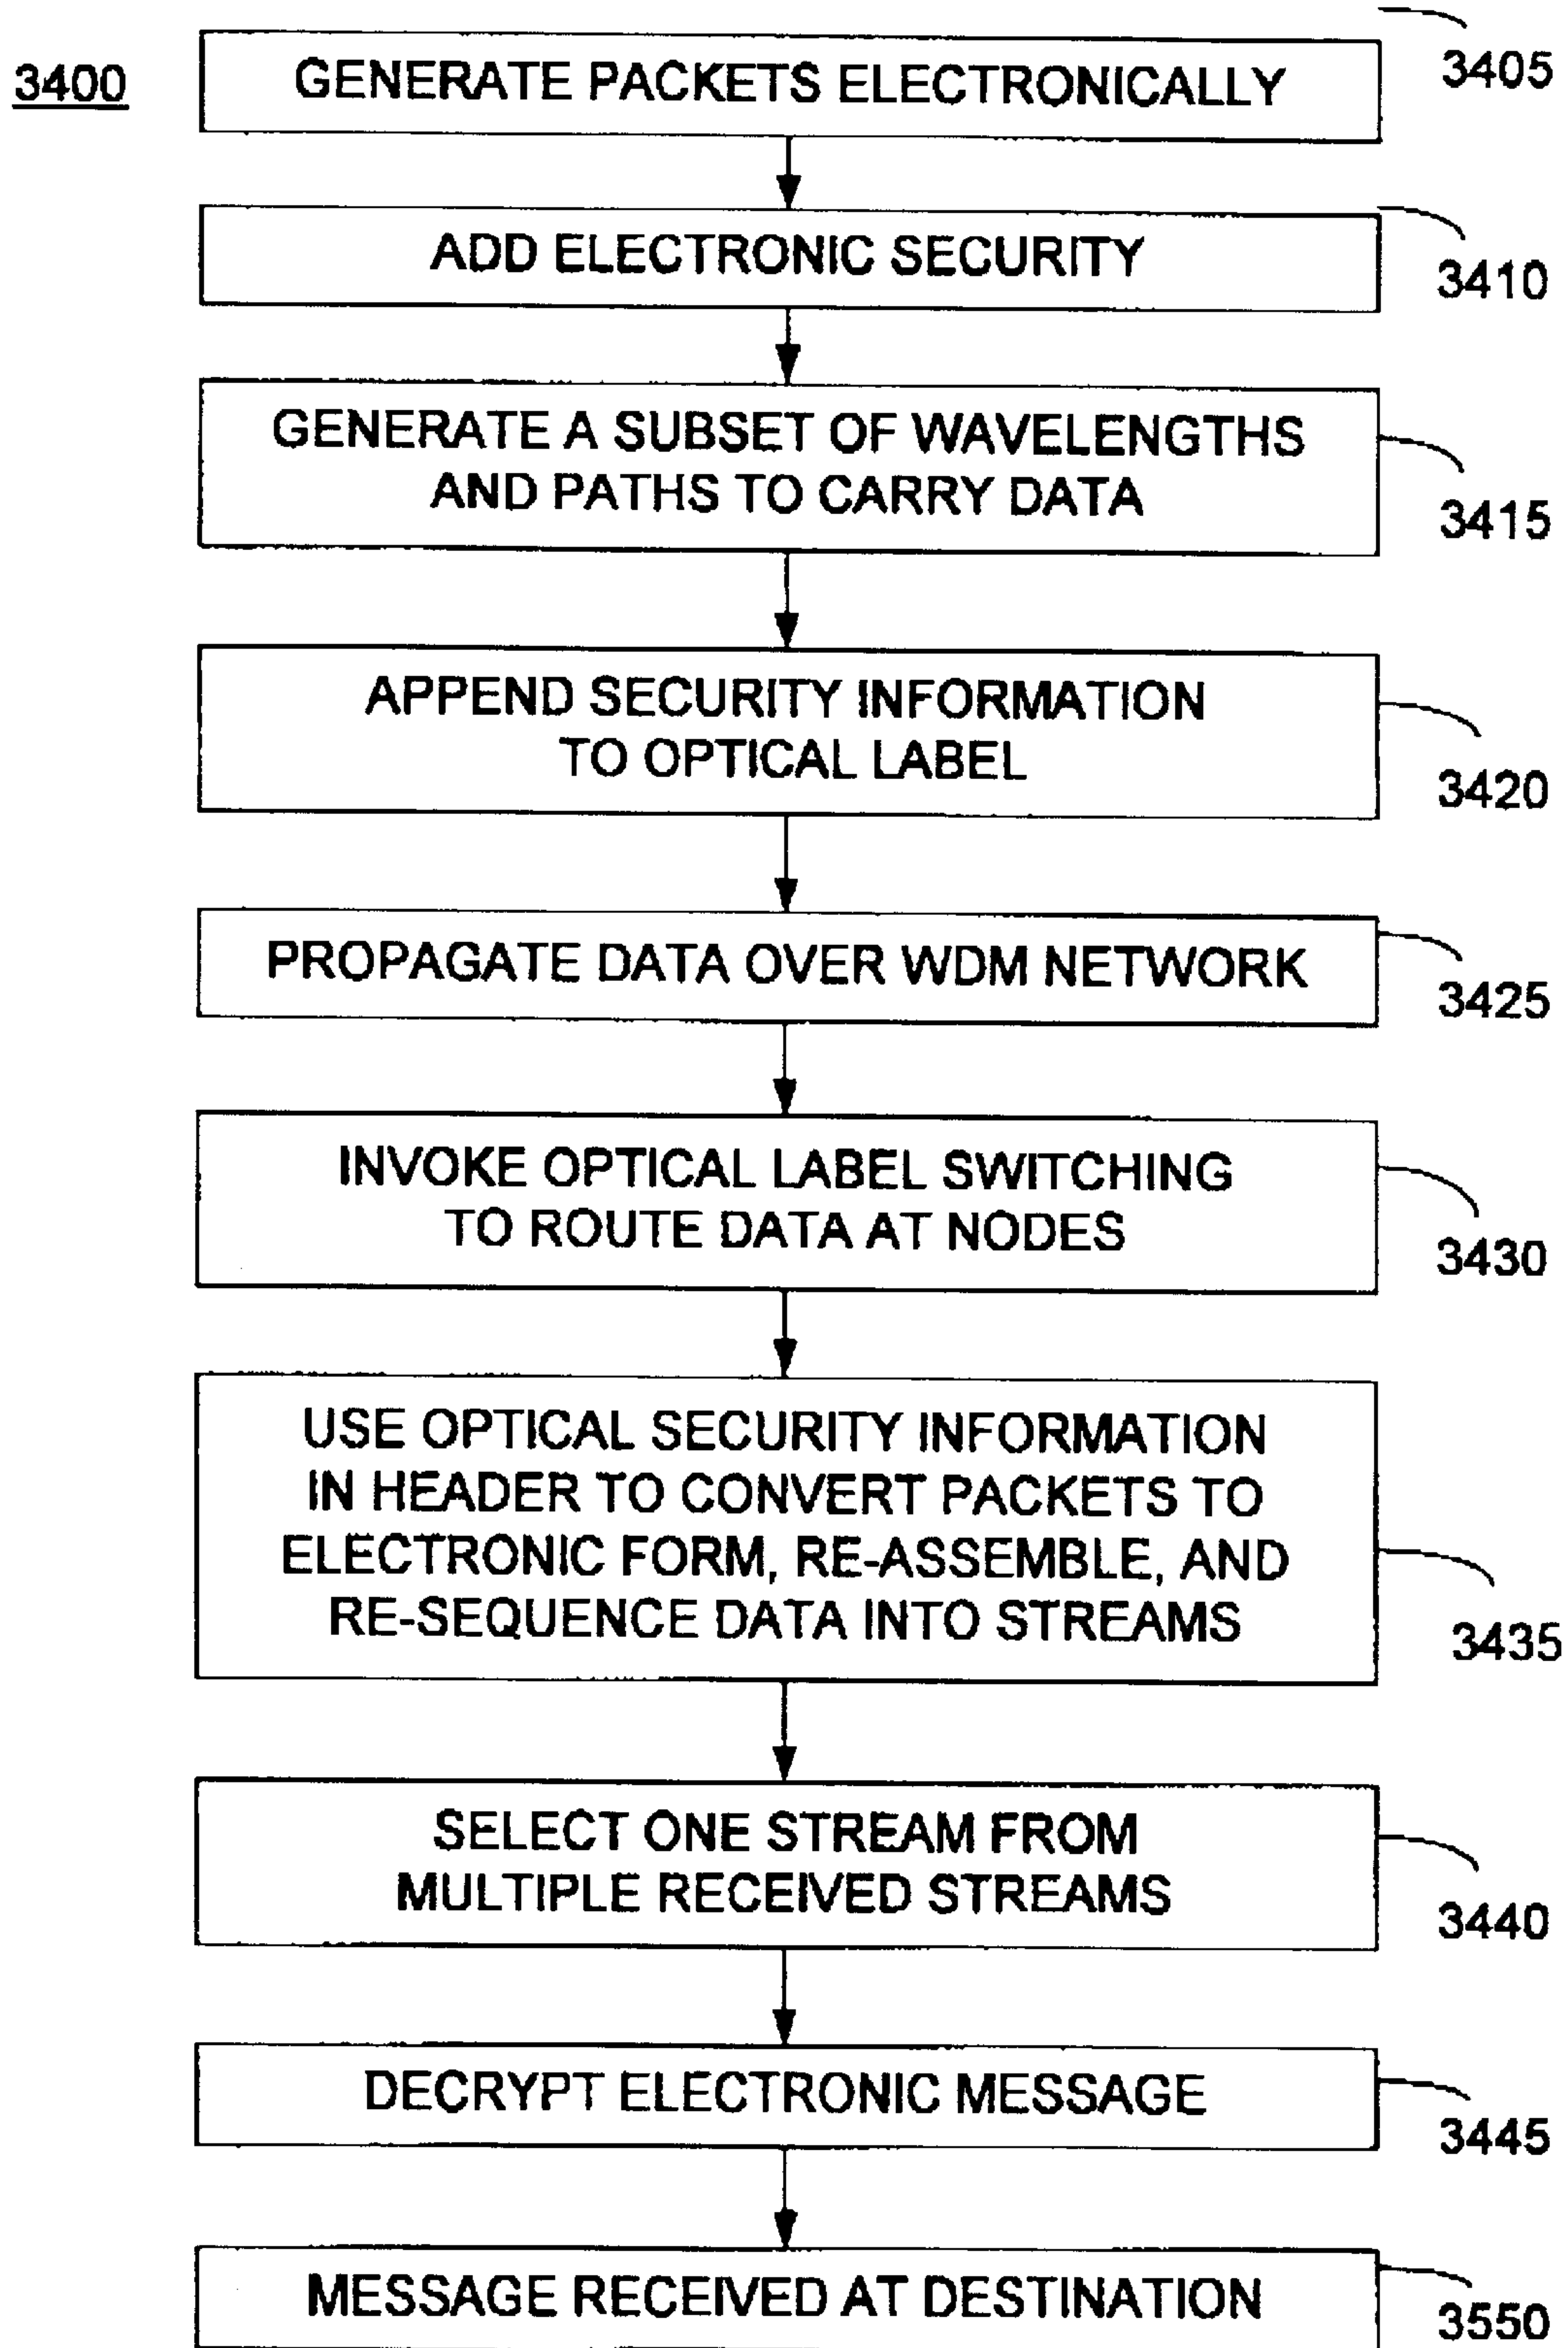 3400
GENERATE PACKETS ELECTRONICALLY
3405
ADD ELECTRONIC SECURITY
3410
GENERATE A SUBSET OF WAVELENGTHS
AND PATHS TO CARRY DATA
3415
APPEND SECURITY INFORMATION
TO OPTICAL LABEL
3420
PROPAGATE DATA OVER WDM NETWORK
3425
INVOKE OPTICAL LABEL SWITCHING
TO ROUTE DATA AT NODES
3430
USE OPTICAL SECURITY INFORMATION
IN HEADER TO CONVERT PACKETS TO
ELECTRONIC FORM, RE-ASSEMBLE, AND
RE-SEQUENCE DATA INTO STREAMS
3435
SELECT ONE STREAM FROM
MULTIPLE RECEIVED STREAMS
3440
DECRYPT ELECTRONIC MESSAGE
3445
MESSAGE RECEIVED AT DESTINATION
3550